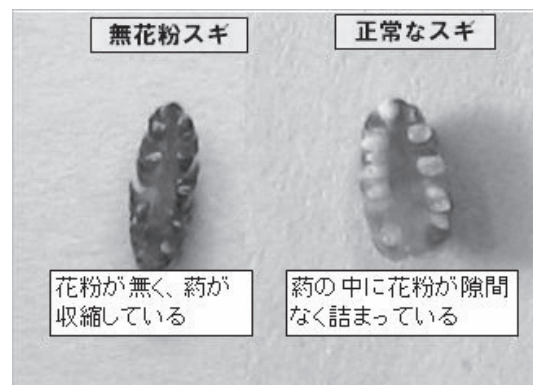 無花粉スギ
正常なスギ
花粉が無く、葯が
収縮している
葯の中に花粉が隙間
なく詰まっている